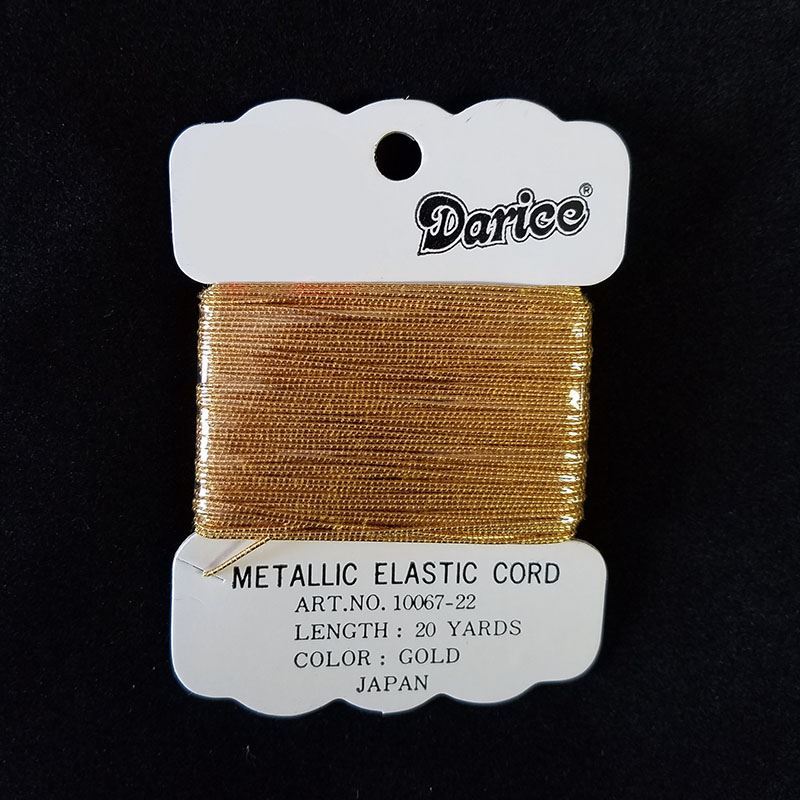 Darice®
METALLIC ELASTIC CORD
ART.NO. 10067-22
LENGTH : 20 YARDS
COLOR : GOLD
JAPAN